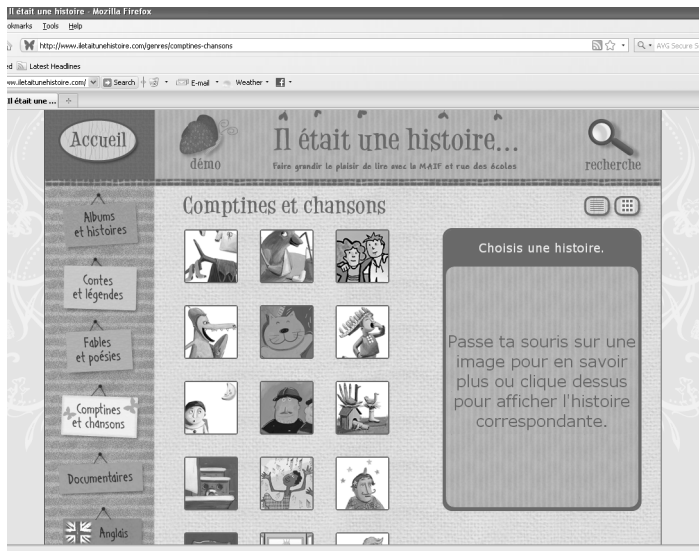 Il était une histoire - Mozilla Firefox
okmarks Tools Help
http://www.iletaitunehistoire.com/genres/comptines-chansons
AVG Secure S
ed Latest Headlines
ww.iletaitunehistoire.com/ Search E-mail Weather
Il était une ...
Accueil
démo
Il était une histoire...
Faire grandir le plaisir de lire avec la MAIF et rue des écoles
recherche
Albums
et histoires
Contes
et légendes
Fables
et poésies
Comptines
et chansons
Documentaires
Anglais
Comptines et chansons
Choisis une histoire.
Passe ta souris sur une
image pour en savoir
plus ou clique dessus
pour afficher l'histoire
correspondante.